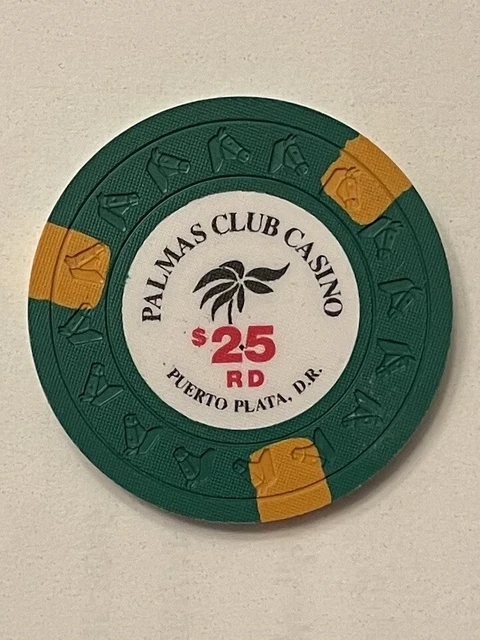 PALMAS CLUB CASINO
$25
RD
PUERTO PLATA, D.R.